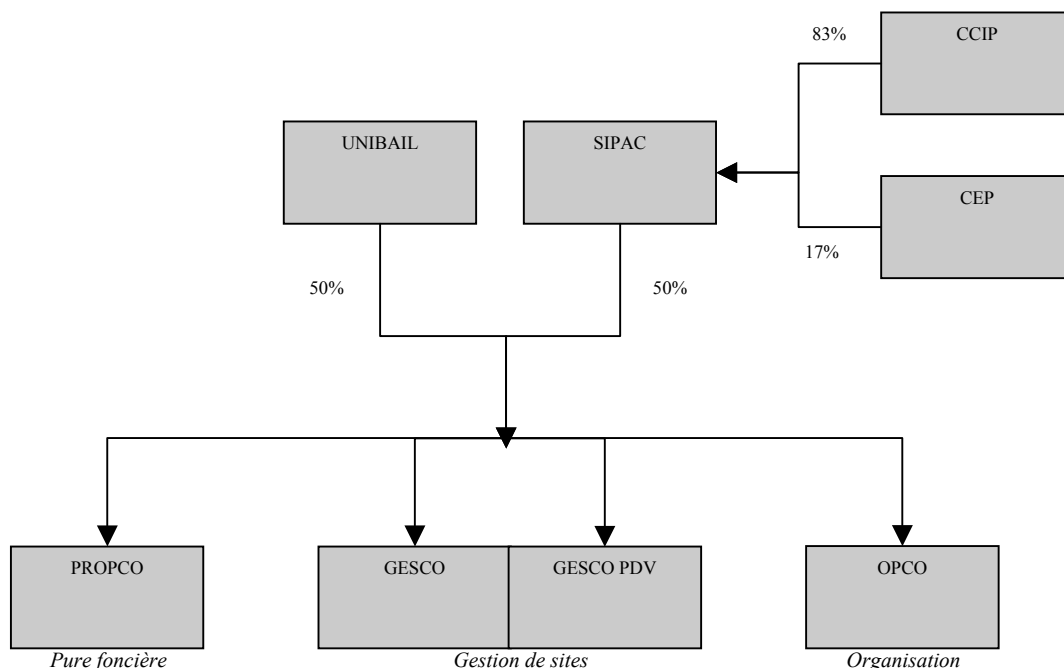 83%
CCIP
UNIBAIL
SIPAC
CEP
17%
50%
50%
PROPCO
GESCO
GESCO PDV
OPCO
Pure foncière
Gestion de sites
Organisation